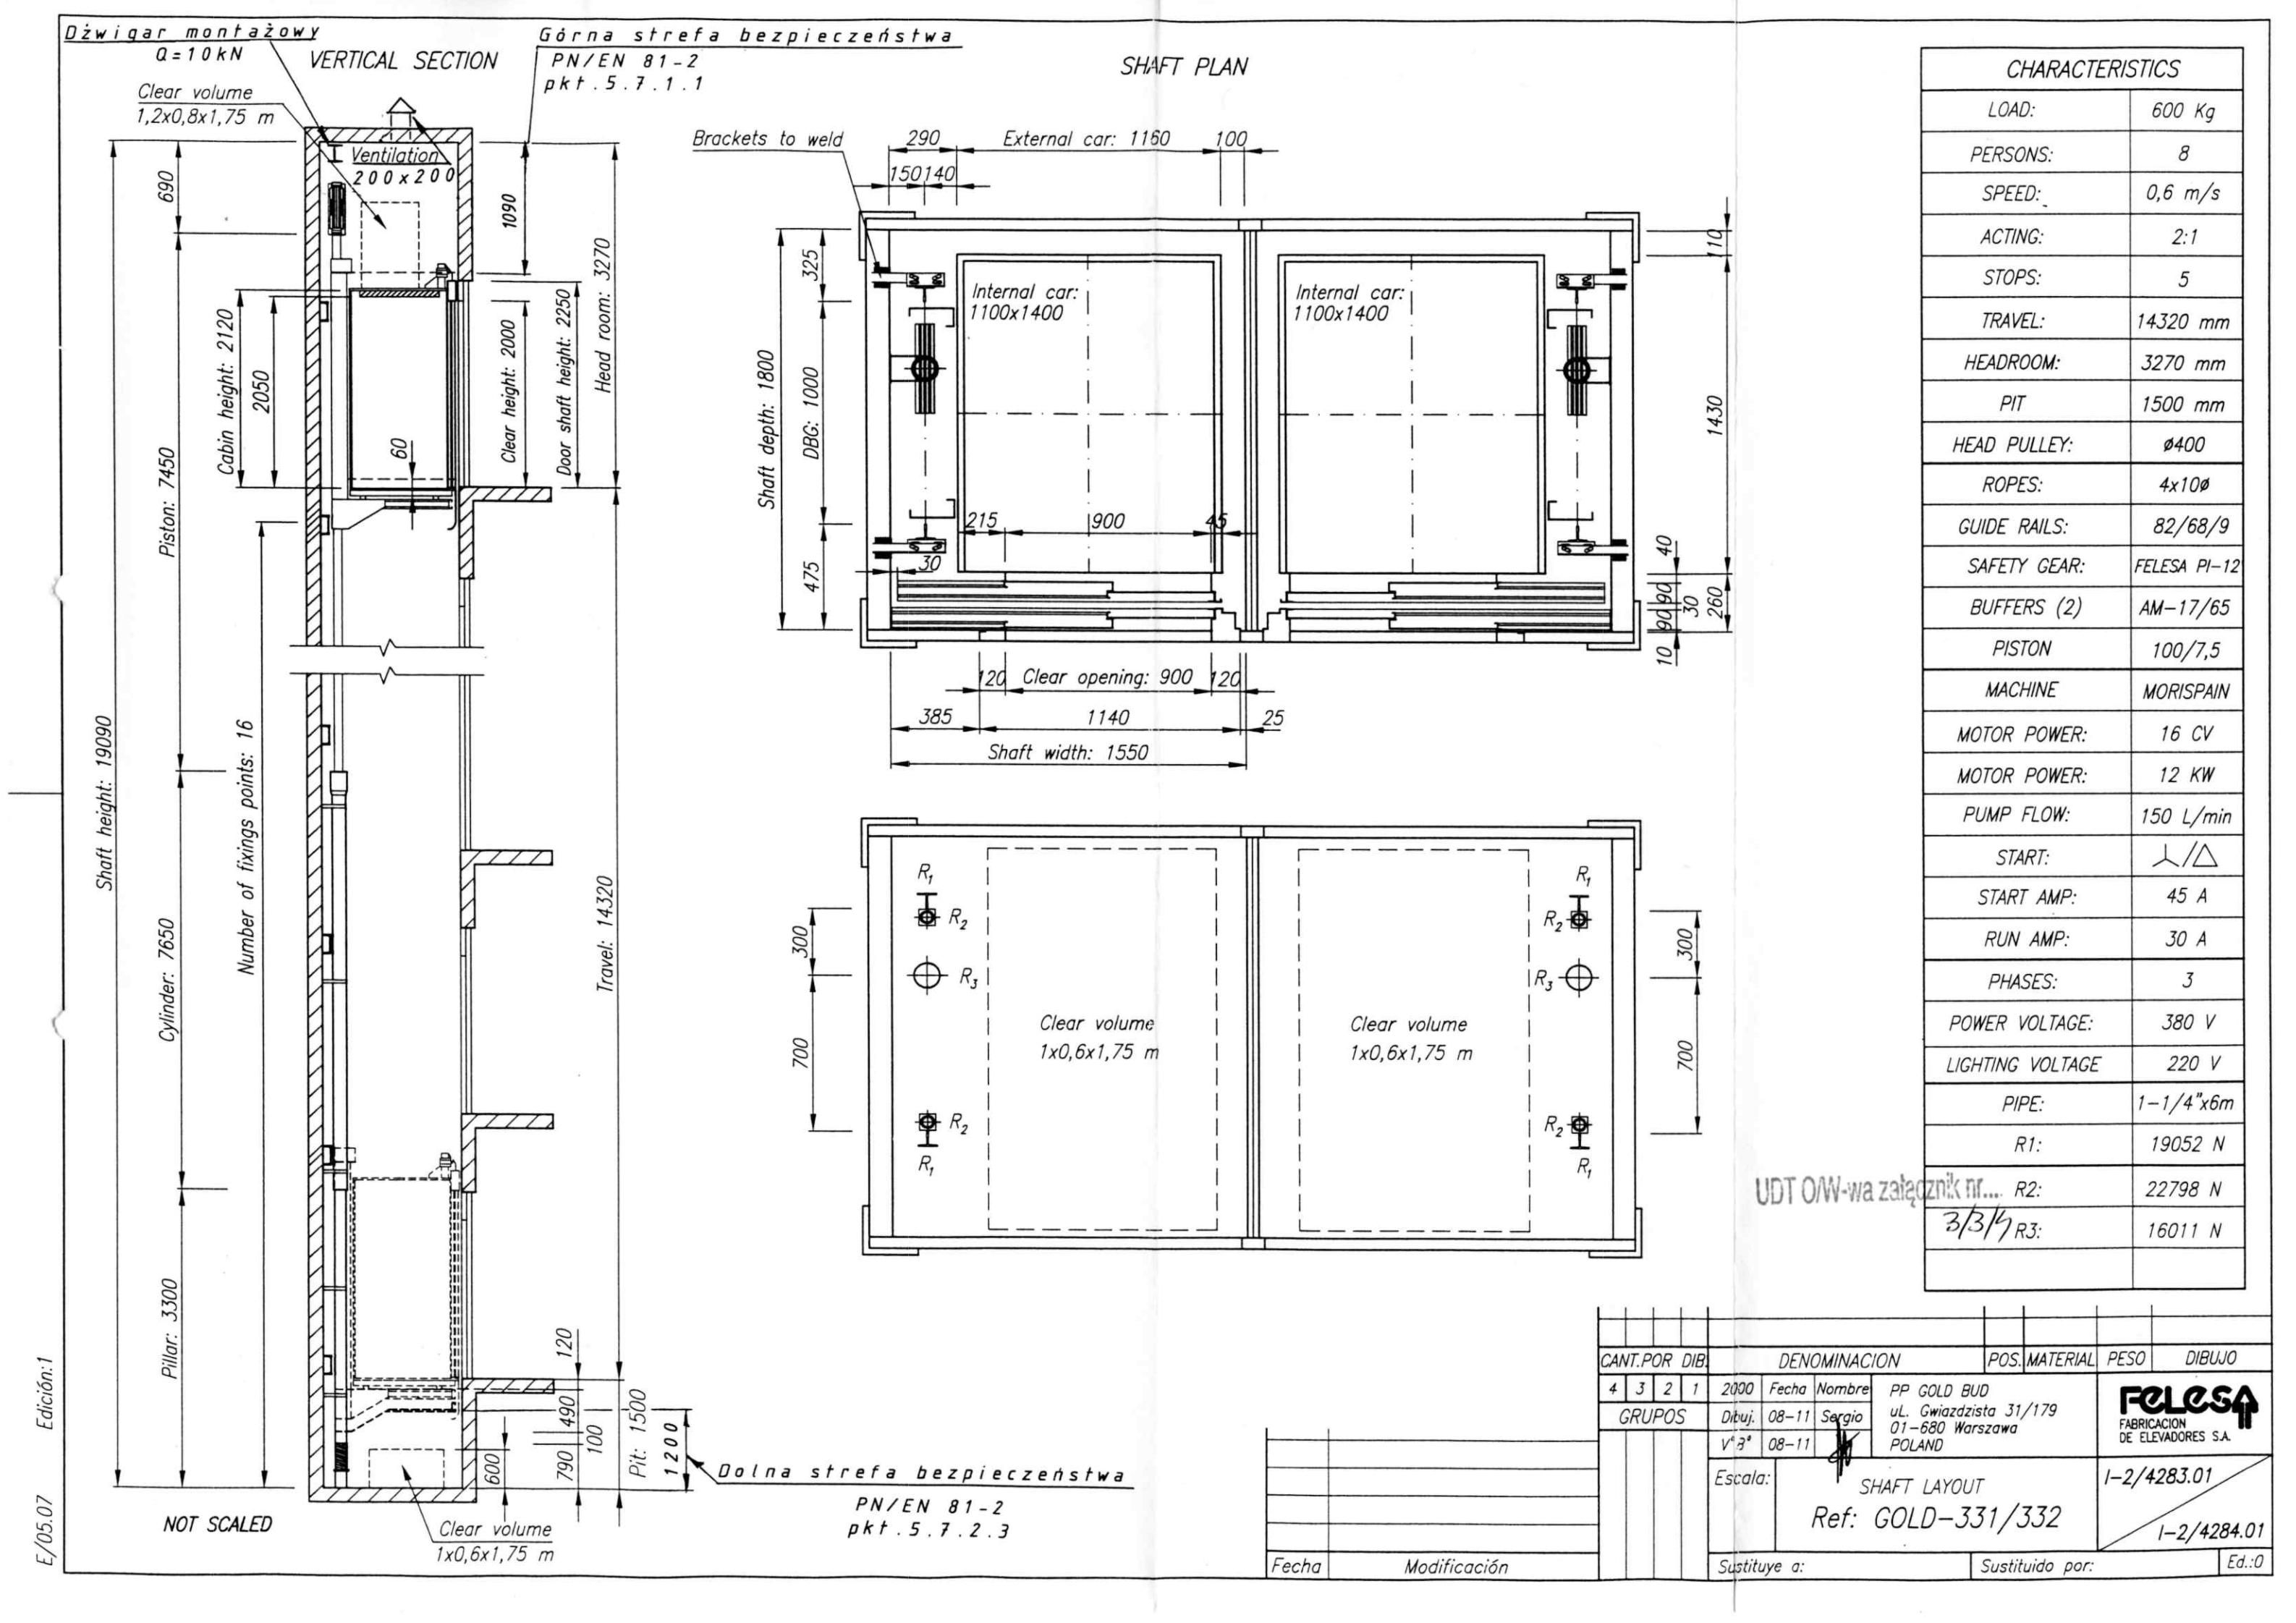 Dźwigar montażowy
Q=10kN
VERTICAL SECTION
Górna strefa bezpieczeństwa
PN/EN 81-2
pkt.5.7.1.1
Clear volume
1,2x0,8x1,75 m
Ventilation
200x200
690
1090
Head room: 3270
Cabin height: 2120
2050
60
Clear height: 2000
Door shaft height: 2250
Piston: 7450
Shaft height: 19090
Number of fixings points: 16
Cylinder: 7650
Travel: 14320
Pillar: 3300
120
490
100
790
600
Pit: 1500
1200
Dolna strefa bezpieczeństwa
PN/EN 81-2
pkt.5.7.2.3
Clear volume
1x0,6x1,75 m
NOT SCALED
E/05.07 Edición:1
SHAFT PLAN
Brackets to weld
290
External car: 1160
100
150
140
110
325
Internal car:
1100x1400
Internal car:
1100x1400
Shaft depth: 1800
DBG: 1000
1430
215
900
45
475
30
40
90
90
30
260
10
120
Clear opening: 900
120
385
1140
25
Shaft width: 1550
R1
R2
R3
R2
R1
300
700
Clear volume
1x0,6x1,75 m
Clear volume
1x0,6x1,75 m
R1
R2
R3
R2
R1
300
700
CHARACTERISTICS
LOAD: 600 Kg
PERSONS: 8
SPEED: 0,6 m/s
ACTING: 2:1
STOPS: 5
TRAVEL: 14320 mm
HEADROOM: 3270 mm
PIT 1500 mm
HEAD PULLEY: ø400
ROPES: 4x10ø
GUIDE RAILS: 82/68/9
SAFETY GEAR: FELESA PI-12
BUFFERS (2) AM-17/65
PISTON 100/7,5
MACHINE MORISPAIN
MOTOR POWER: 16 CV
MOTOR POWER: 12 KW
PUMP FLOW: 150 L/min
START:
START AMP: 45 A
RUN AMP: 30 A
PHASES: 3
POWER VOLTAGE: 380 V
LIGHTING VOLTAGE 220 V
PIPE: 1-1/4"x6m
R1: 19052 N
R2: 22798 N
R3: 16011 N
UDT O/W-wa załącznik nr....
3/3/4
CANT.POR DIB. DENOMINACION POS. MATERIAL PESO DIBUJO
4 3 2 1
GRUPOS
2000 Fecha Nombre
Dibuj. 08-11 Sergio
VºBº 08-11
PP GOLD BUD
uL. Gwiazdzista 31/179
01-680 Warszawa
POLAND
FELESA
FABRICACION
DE ELEVADORES S.A.
Escala:
SHAFT LAYOUT
Ref: GOLD-331/332
I-2/4283.01
I-2/4284.01
Fecha Modificación
Sustituye a: Sustituido por: Ed.:0